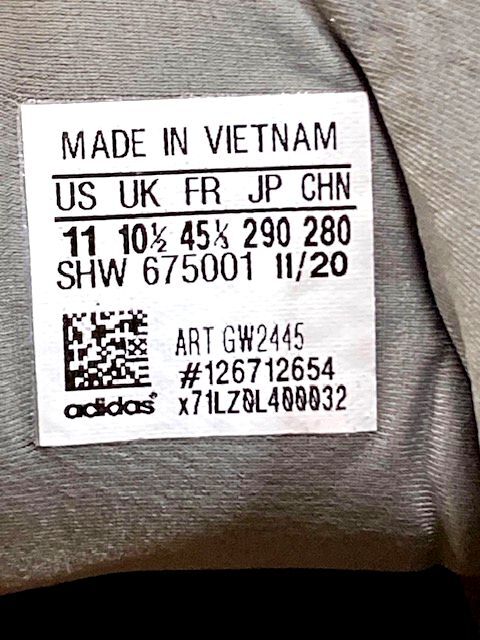 MADE IN VIETNAM
US UK FR JP CHN
11 10½ 45⅓ 290 280
SHW 675001 11/20
ART GW2445
#126712654
adidas x71LZ0L400032